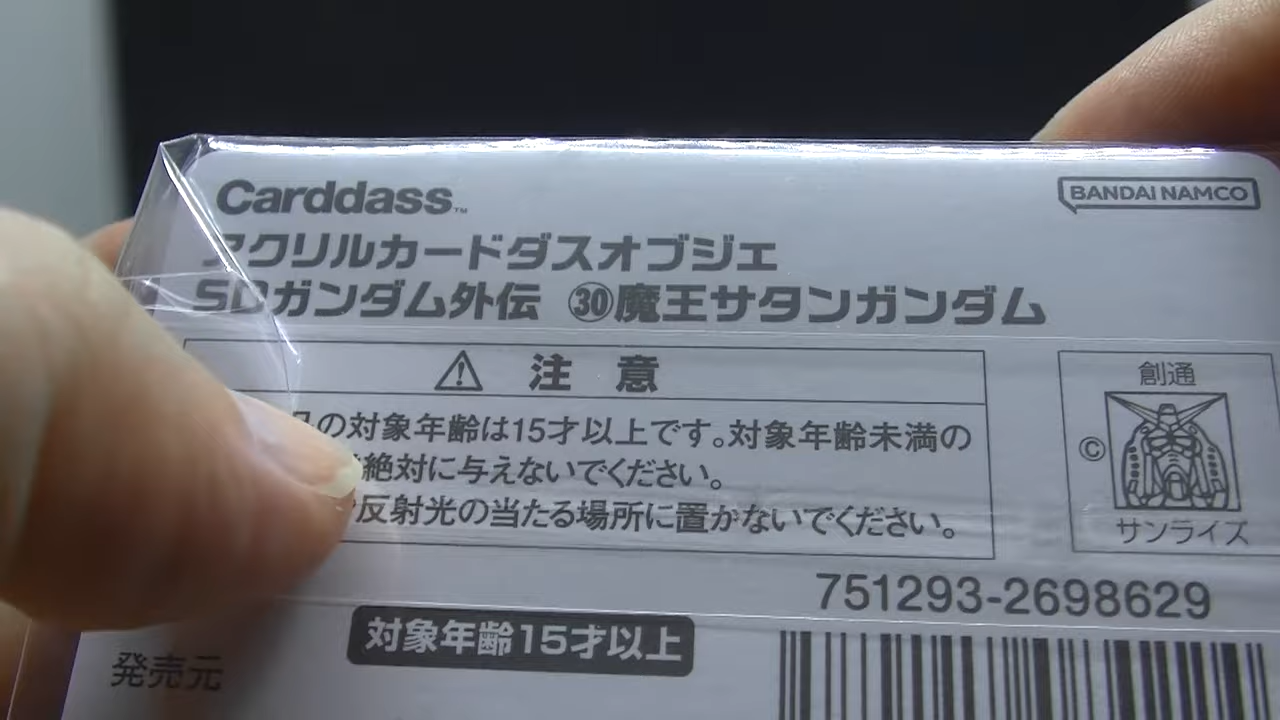 Carddass™
BANDAI NAMCO
アクリルカードダスオブジェ
SDガンダム外伝 ㉚魔王サタンガンダム
注意
品の対象年齢は15才以上です。対象年齢未満の
絶対に与えないでください。
反射光の当たる場所に置かないでください。
創通
©
サンライズ
751293-2698629
対象年齢15才以上
発売元